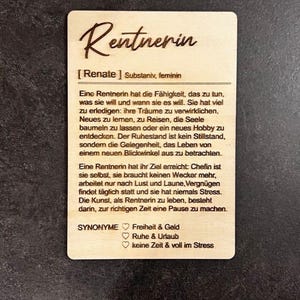 Rentnerin
[ Renate ] Substantiv, feminin
Eine Rentnerin hat die Fähigkeit, das zu tun,
was sie will und wann sie es will. Sie hat viel
zu erledigen: ihre Träume zu verwirklichen,
Neues zu lernen, zu Reisen, die Seele
baumeln zu lassen oder ein neues Hobby zu
entdecken. Der Ruhestand ist kein Stillstand,
sondern die Gelegenheit, das Leben von
einem neuen Blickwinkel aus zu betrachten.
Eine Rentnerin hat ihr Ziel erreicht: Chefin ist
sie selbst, sie braucht keinen Wecker mehr,
arbeitet nur nach Lust und Laune,Vergnügen
findet täglich statt und sie hat niemals Stress.
Die Kunst, als Rentnerin zu leben, besteht
darin, zur richtigen Zeit eine Pause zu machen.
SYNONYME ♡ Freiheit & Geld
♡ Ruhe & Urlaub
♡ keine Zeit & voll im Stress